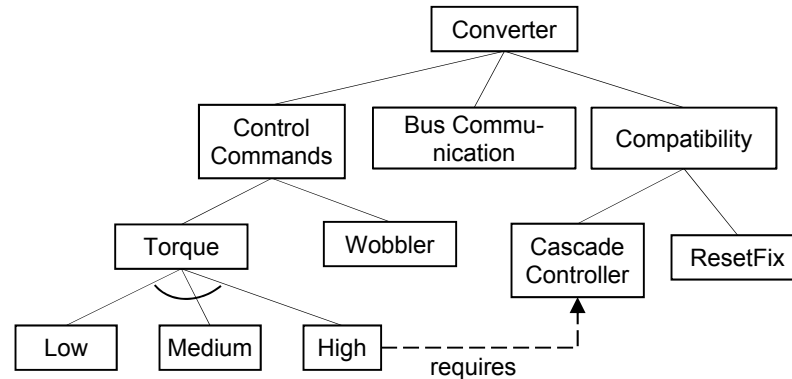 Converter
Control
Commands
Bus Commu-
nication
Compatibility
Torque
Wobbler
Cascade
Controller
ResetFix
Low
Medium
High
requires